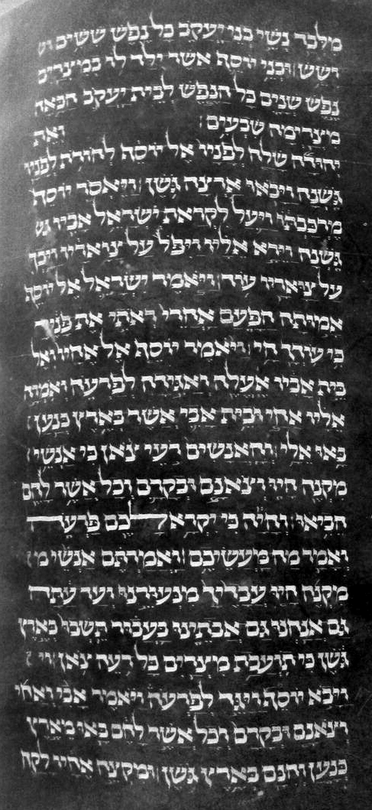 מלבד נשי בני יעקב כל נפש ששים וש
ושש ובני יוסף אשר ילד לו במצרים
נפש שנים כל הנפש לבית יעקב הבאה
מצרימה שבעים ואת
יהודה שלח לפניו אל יוסף להורת לפניו
גשנה ויבאו ארצה גשן ויאסר יוסף
מרכבתו ויעל לקראת ישראל אביו גש
גשנה וירא אליו ויפל על צואריו ויבך
על צואריו עוד ויאמר ישראל אל יוסף
אמותה הפעם אחרי ראתי את פניך
כי עודך חי ויאמר יוסף אל אחיו ואל
בית אביו אעלה ואגידה לפרעה ואמרה
אליו אחי ובית אבי אשר בארץ כנען
באו אלי והאנשים רעי צאן כי אנשי
מקנה היו וצאנם ובקרם וכל אשר להם
הביאו והיה כי יקרא לכם פרעה
ואמר מה מעשיכם ואמרתם אנשי מ
מקנה היו עבדיך מנעורינו ועד עתה
גם אנחנו גם אבתינו בעבור תשבו בארץ
גשן כי תועבת מצרים כל רעה צאן וי
ויבא יוסף ויגד לפרעה ויאמר אבי ואחי
וצאנם ובקרם וכל אשר להם באו מארץ
כנען והנם בארץ גשן ומקצה אחיו לקח